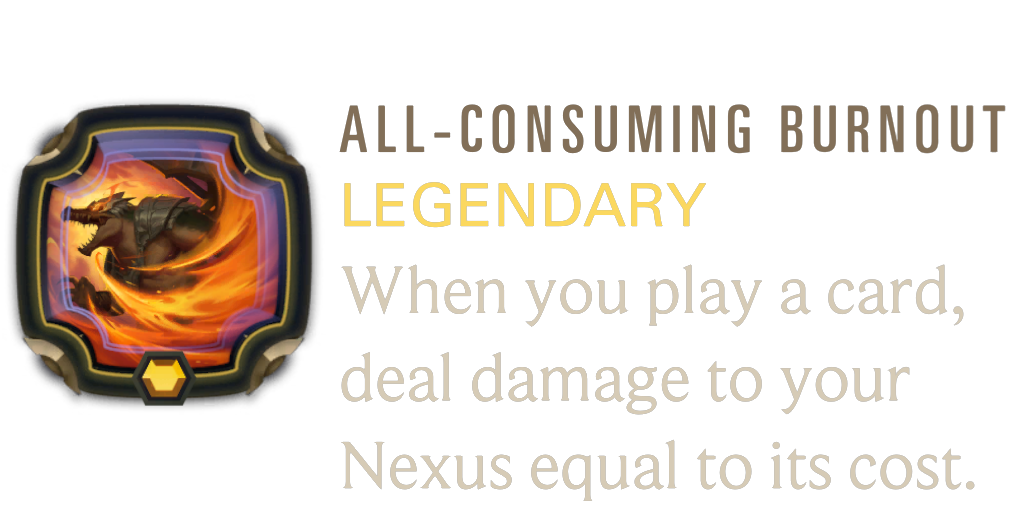 ALL-CONSUMING BURNOUT
LEGENDARY
When you play a card,
deal damage to your
Nexus equal to its cost.